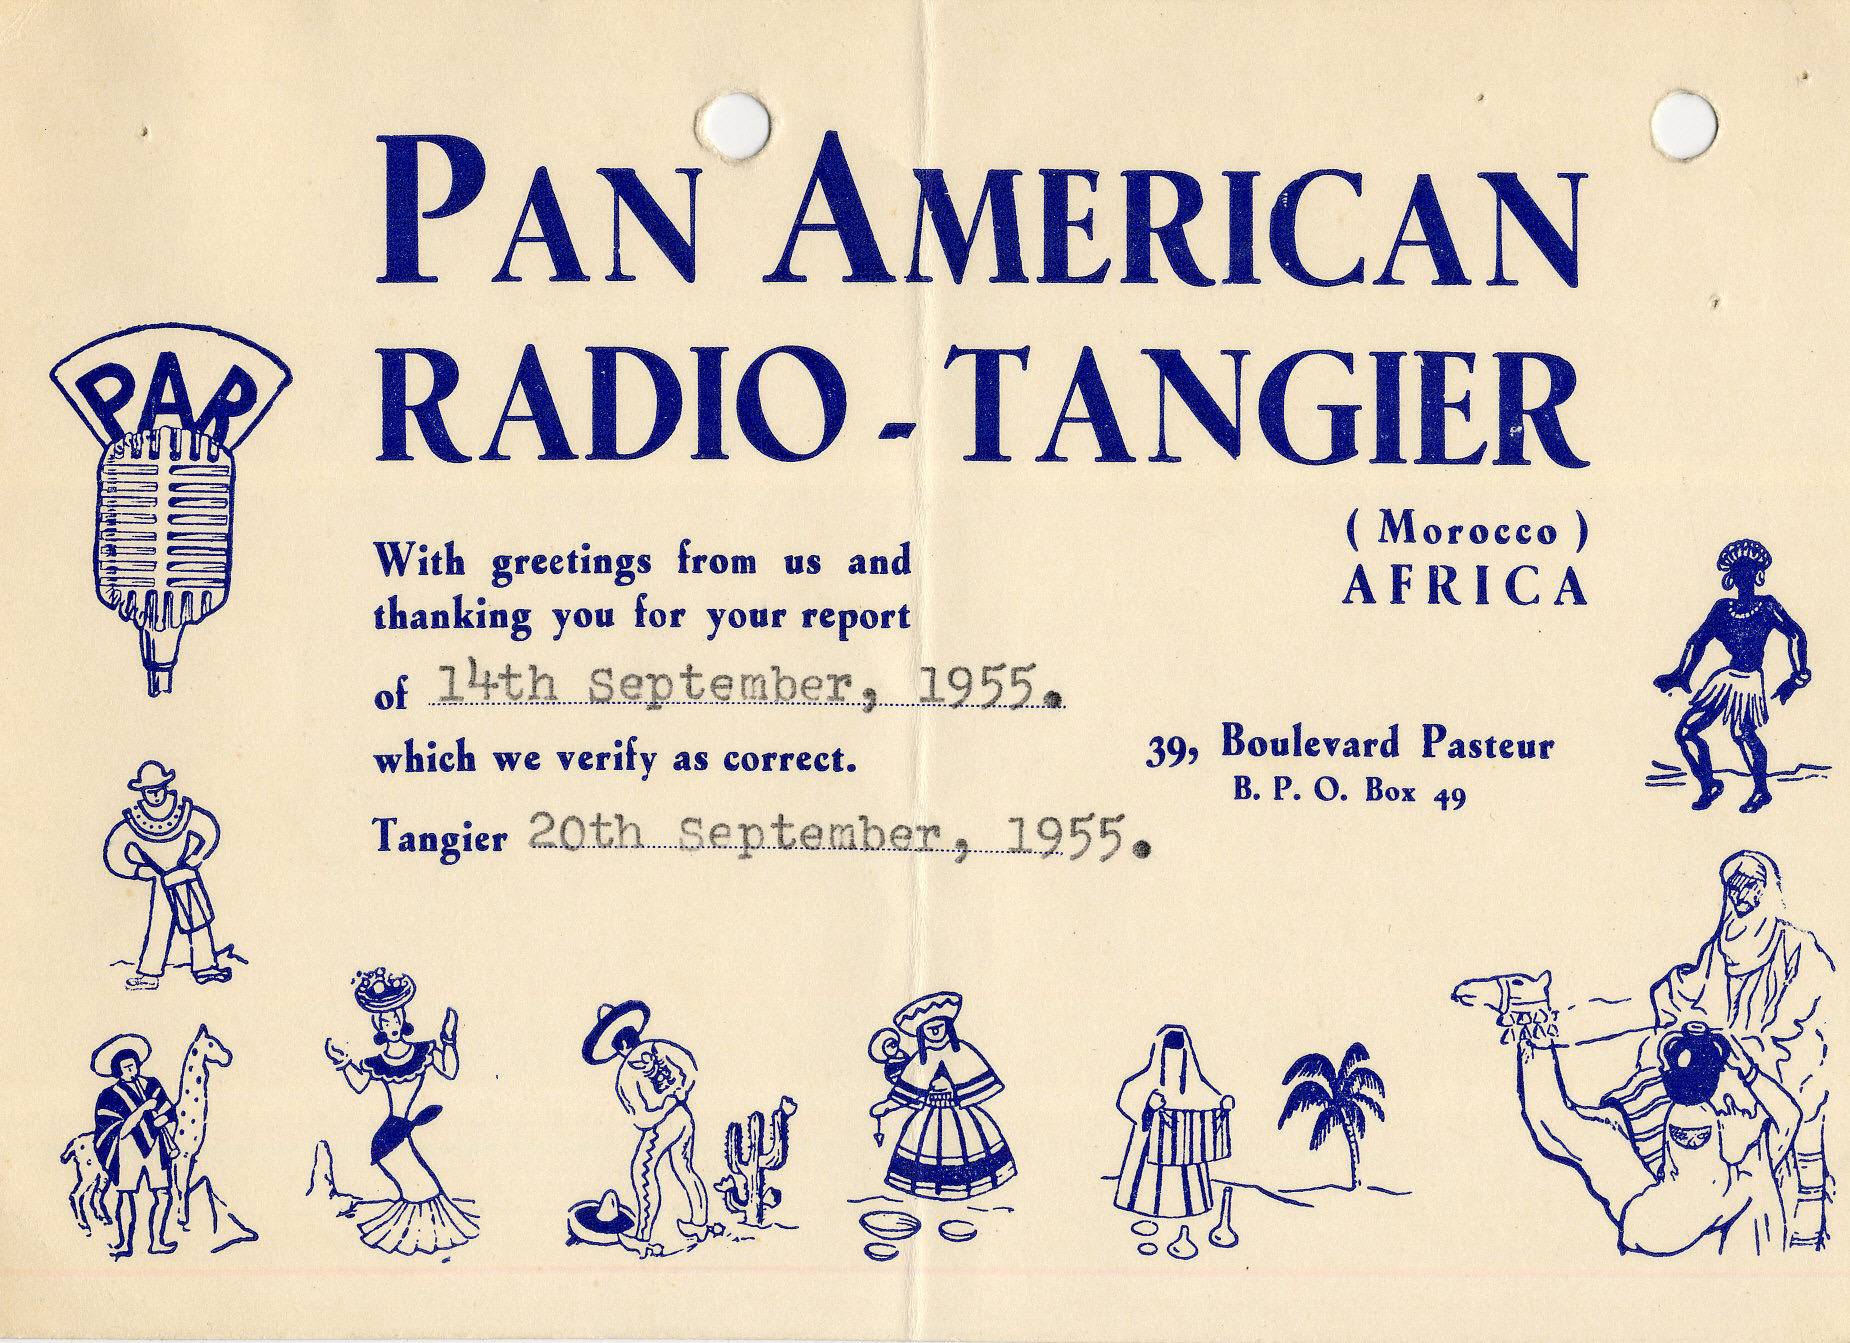 PAN AMERICAN
RADIO - TANGIER
PAR
( Morocco )
AFRICA
With greetings from us and
thanking you for your report
of 14th September, 1955.
which we verify as correct.
Tangier 20th September, 1955.
39, Boulevard Pasteur
B. P. O. Box 49